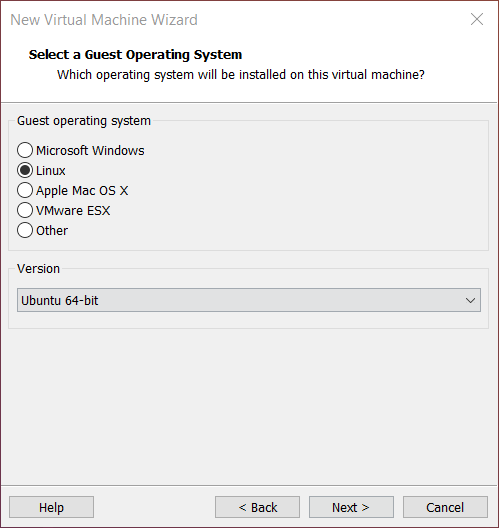 New Virtual Machine Wizard
Select a Guest Operating System
Which operating system will be installed on this virtual machine?
Guest operating system
Microsoft Windows
Linux
Apple Mac OS X
VMware ESX
Other
Version
Ubuntu 64-bit
Help
< Back
Next >
Cancel